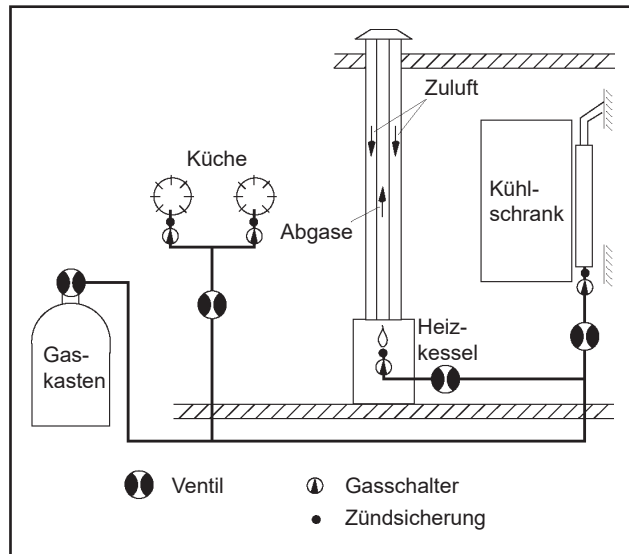 Zuluft
Küche
Kühl-
schrank
Abgase
Heiz-
kessel
Gas-
kasten
Ventil
Gasschalter
Zündsicherung